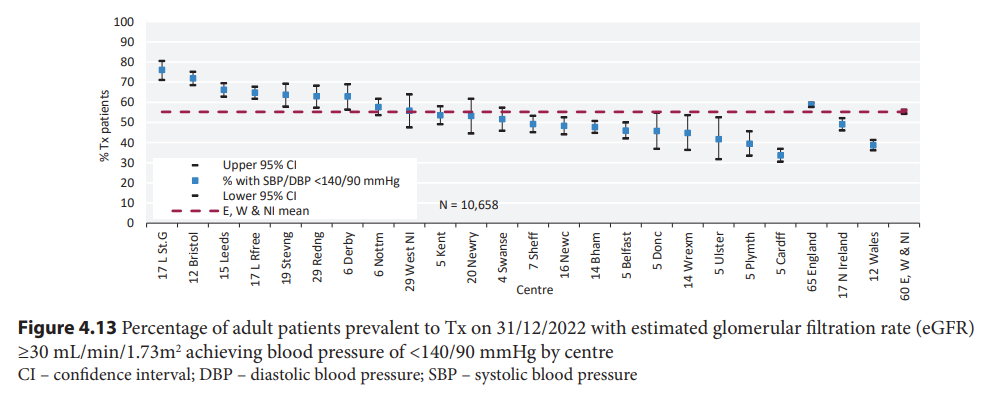 100
90
80
70
60
50
40
30
20
10
0
% Tx patients
Upper 95% CI
% with SBP/DBP <140/90 mmHg
Lower 95% CI
E, W & NI mean
N = 10,658
17 L St.G
12 Bristol
15 Leeds
17 L Rfree
19 Stevng
29 Redng
6 Derby
6 Nottm
29 West NI
5 Kent
20 Newry
4 Swanse
7 Sheff
16 Newc
14 Bham
5 Belfast
5 Donc
14 Wrexm
5 Ulster
5 Plymth
5 Cardff
65 England
17 N Ireland
12 Wales
60 E, W & NI
Centre
Figure 4.13 Percentage of adult patients prevalent to Tx on 31/12/2022 with estimated glomerular filtration rate (eGFR)
≥30 mL/min/1.73m² achieving blood pressure of <140/90 mmHg by centre
CI – confidence interval; DBP – diastolic blood pressure; SBP – systolic blood pressure